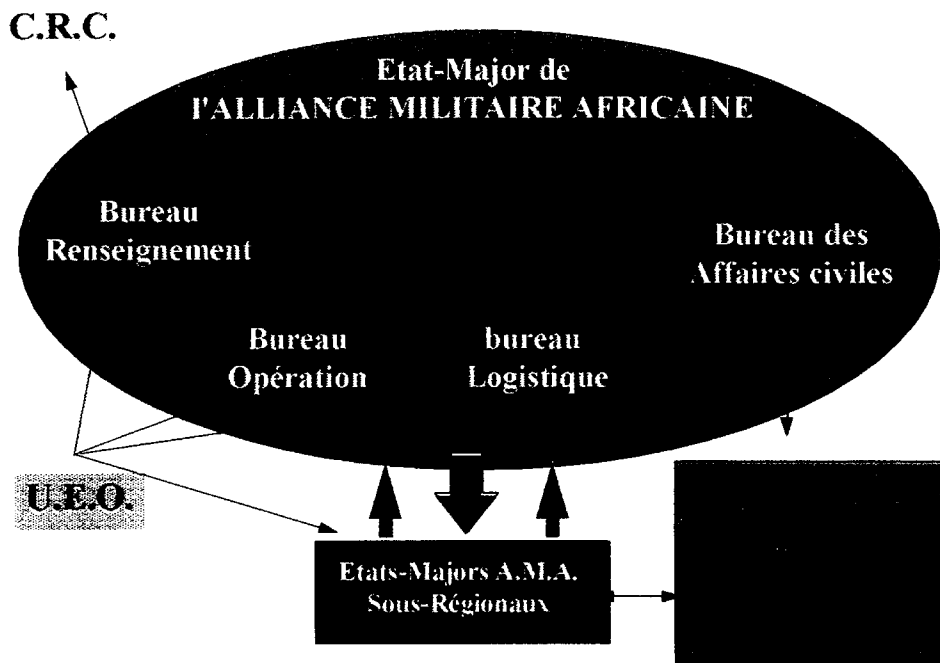 C.R.C.
Etat-Major de
l'ALLIANCE MILITAIRE AFRICAINE
Bureau
Renseignement
Bureau des
Affaires civiles
Bureau
Opération
bureau
Logistique
U.E.O.
Etats-Majors A.M.A.
Sous-Régionaux